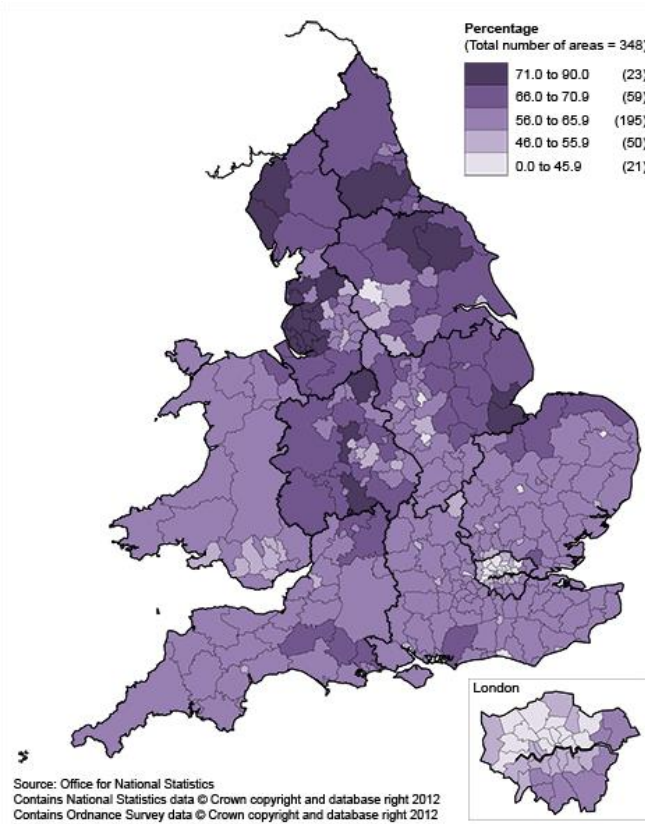 Percentage
(Total number of areas = 348)
71.0 to 90.0 (23)
66.0 to 70.9 (59)
56.0 to 65.9 (195)
46.0 to 55.9 (50)
0.0 to 45.9 (21)
London
Source: Office for National Statistics
Contains National Statistics data © Crown copyright and database right 2012
Contains Ordnance Survey data © Crown copyright and database right 2012